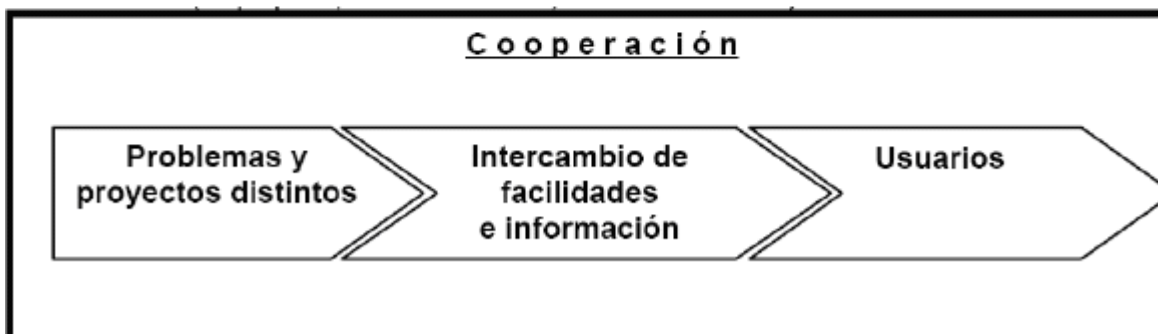 Cooperación
Problemas y
proyectos distintos
Intercambio de
facilidades
e información
Usuarios